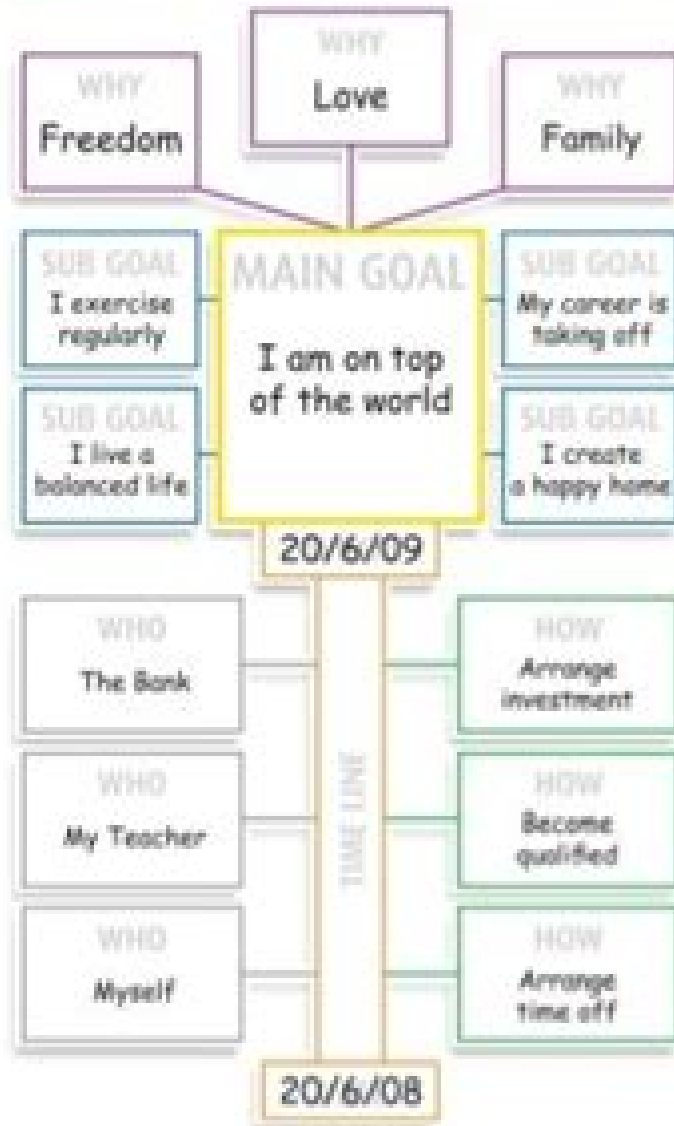 WHY
Love
WHY
Freedom
WHY
Family
SUB GOAL
I exercise
regularly
MAIN GOAL
I am on top
of the world
SUB GOAL
My career is
taking off
SUB GOAL
I live a
balanced life
SUB GOAL
I create
a happy home
20/6/09
WHO
The Bank
HOW
Arrange
investment
WHO
My Teacher
TIME LINE
HOW
Become
qualified
WHO
Myself
HOW
Arrange
time off
20/6/08